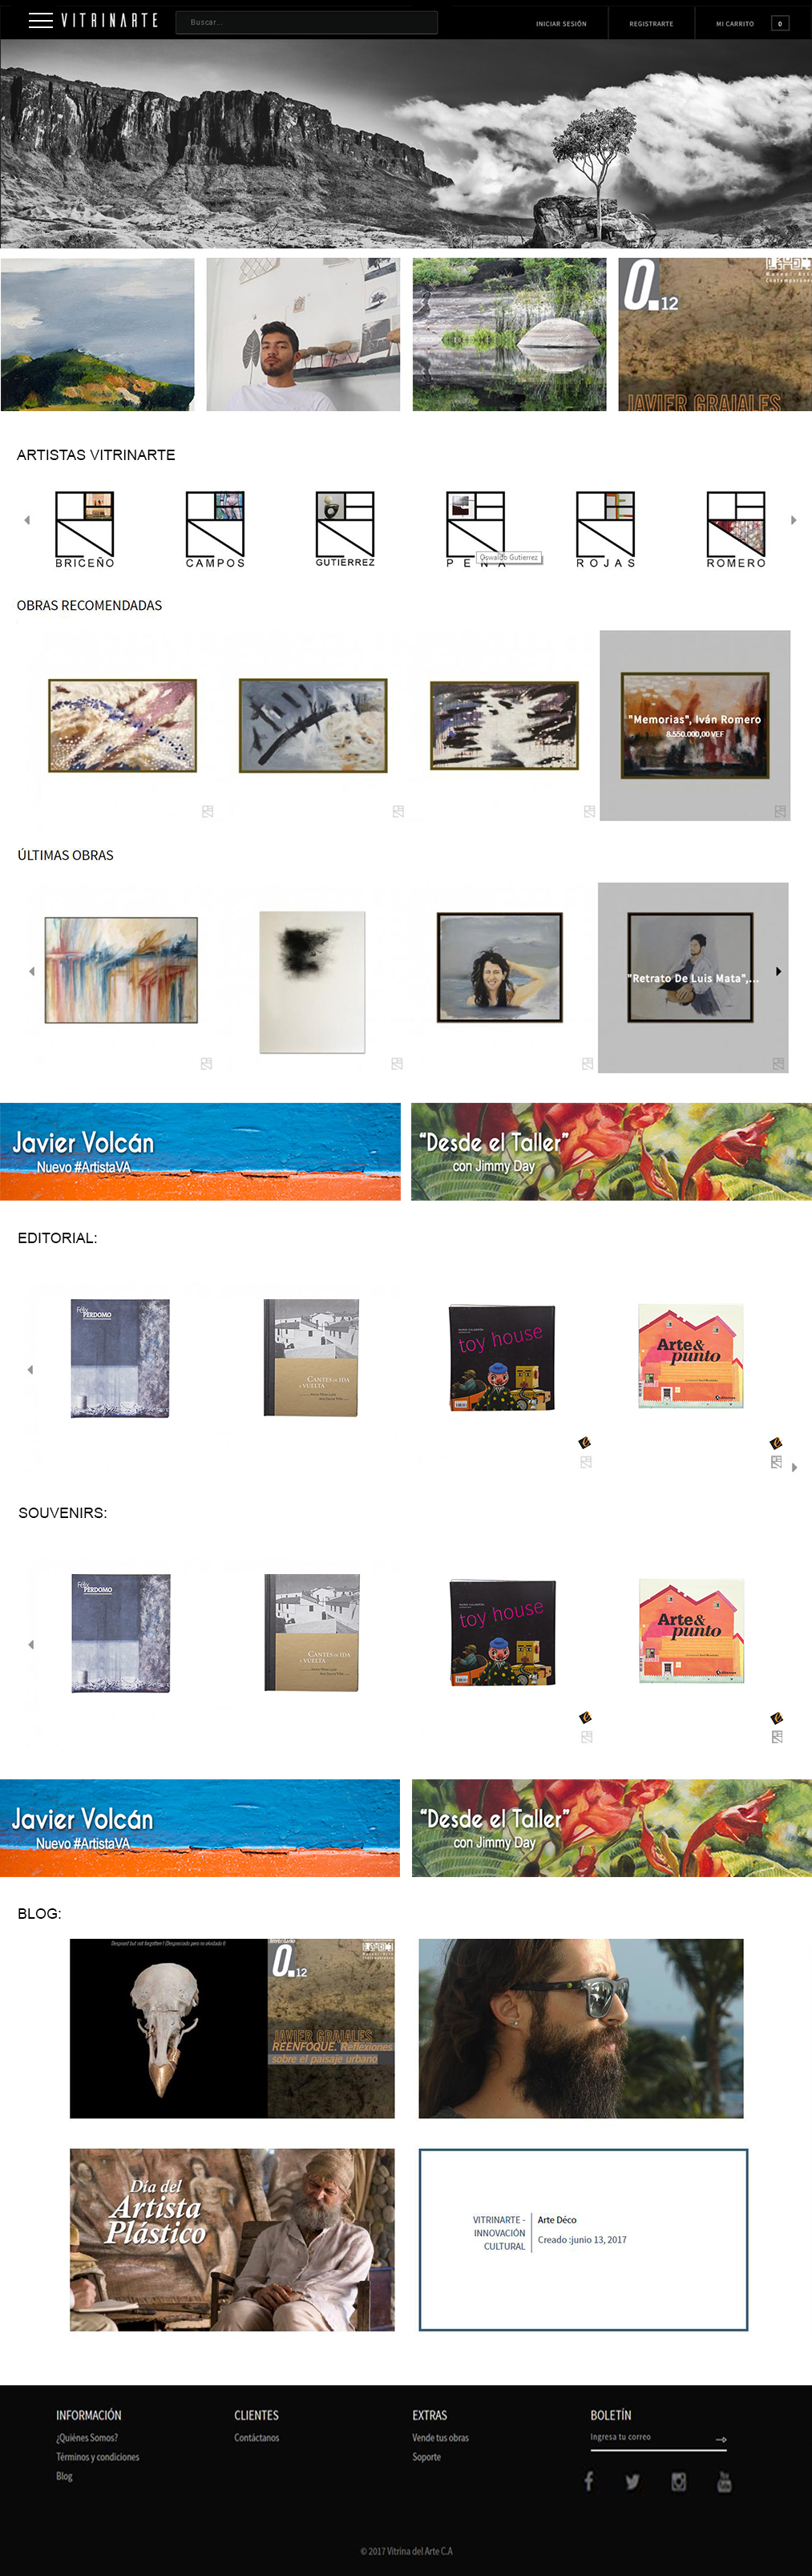 VITRINARTE
Buscar...
INICIAR SESIÓN
REGISTRARTE
MI CARRITO
0
0.12
JAVIER GRAJALES
ARTISTAS VITRINARTE
BRICEÑO
CAMPOS
GUTIERREZ
PEÑA
Oswaldo Gutierrez
ROJAS
ROMERO
OBRAS RECOMENDADAS
"Memorias", Iván Romero
8.550.000,00 VEF
ÚLTIMAS OBRAS
"Retrato De Luis Mata",...
Javier Volcán
Nuevo #ArtistaVA
“Desde el Taller”
con Jimmy Day
EDITORIAL:
Félix
PERDOMO
CANTES DE IDA
Y VUELTA
toy house
Arte&
punto
SOUVENIRS:
Félix
PERDOMO
CANTES DE IDA
Y VUELTA
toy house
Arte&
punto
Javier Volcán
Nuevo #ArtistaVA
“Desde el Taller”
con Jimmy Day
BLOG:
0.12
JAVIER GRAJALES
REENFOQUE. Reflexiones
sobre el paisaje urbano
Día del
Artista
Plástico
VITRINARTE -
INNOVACIÓN
CULTURAL
Arte Déco
Creado :junio 13, 2017
INFORMACIÓN
¿Quiénes Somos?
Términos y condiciones
Blog
CLIENTES
Contáctanos
EXTRAS
Vende tus obras
Soporte
BOLETÍN
Ingresa tu correo
You
Tube
© 2017 Vitrina del Arte C.A